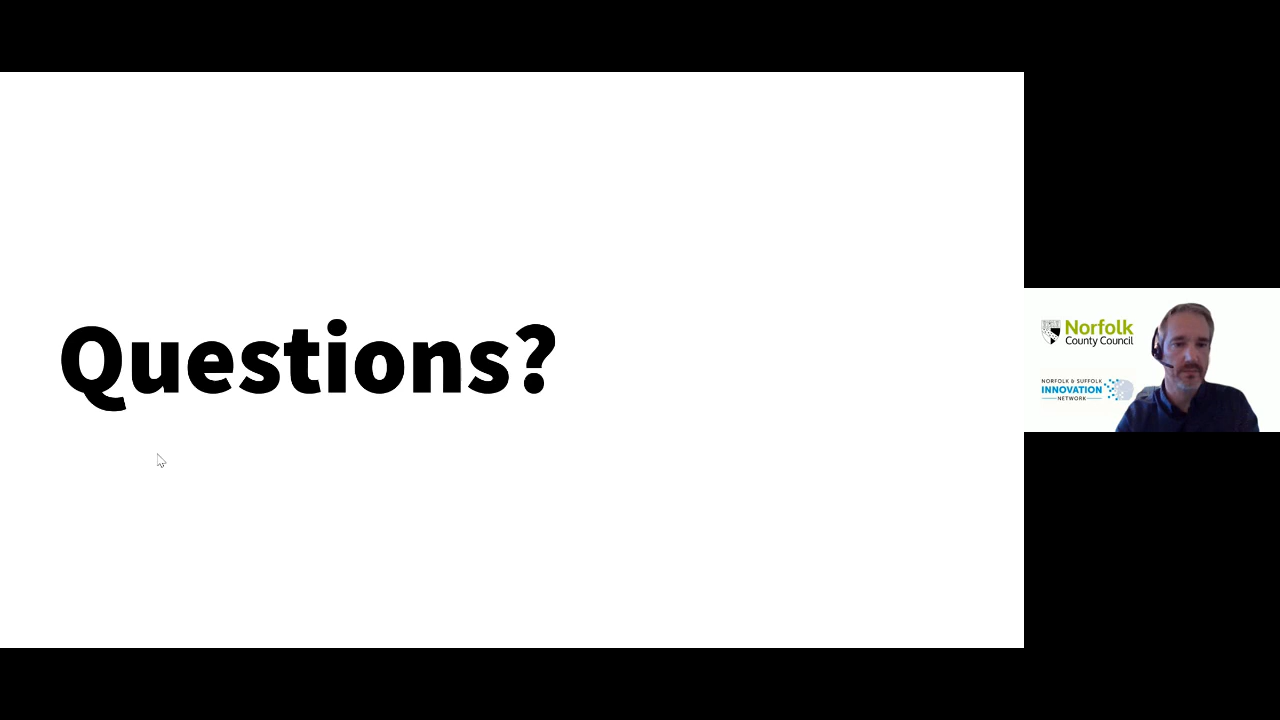 Questions?
Norfolk
County Council
NORFOLK & SUFFOLK
INNOVATION
NETWORK